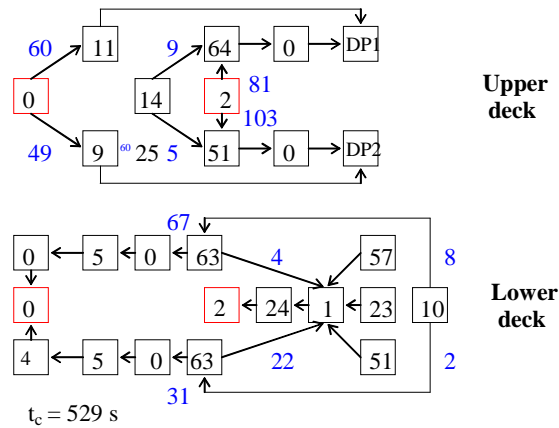 60 11 9 64 0 DP1
0 14 2 81
103
Upper
deck
49 9 60 25 5 51 0 DP2
67
0 5 0 63 4 57 8
0 2 24 1 23 10
Lower
deck
4 5 0 63 22 51 2
31
t_c = 529 s